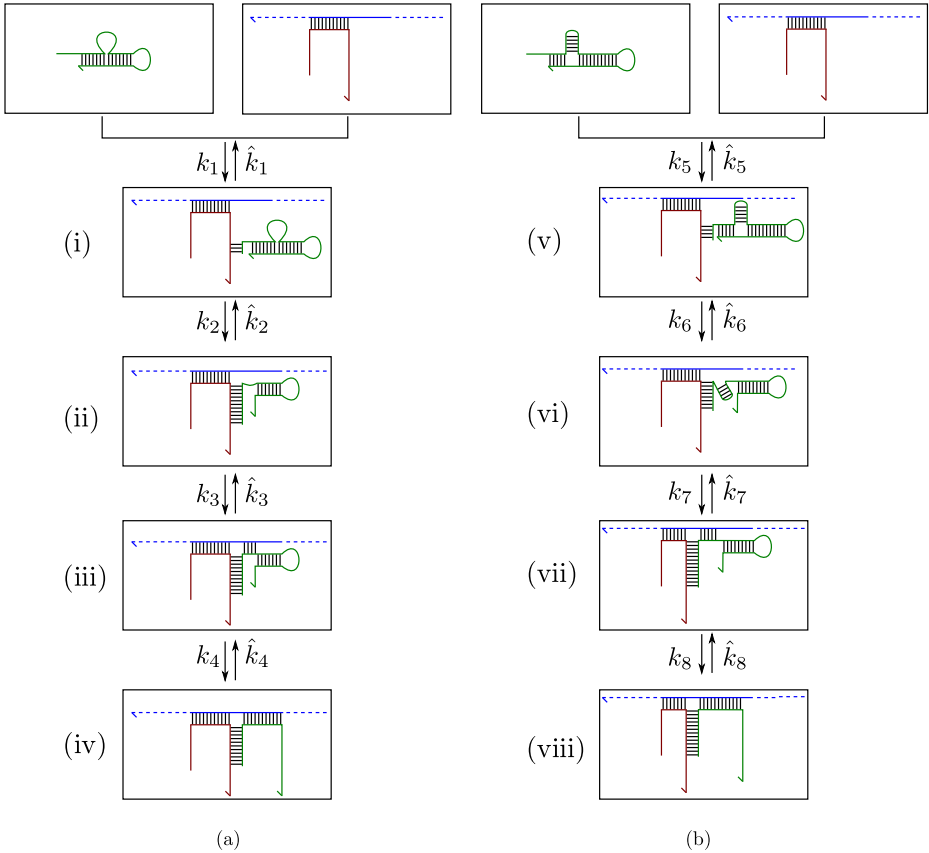 k₁ k̂₁ k₅ k̂₅
(i) (v)
k₂ k̂₂ k₆ k̂₆
(ii) (vi)
k₃ k̂₃ k₇ k̂₇
(iii) (vii)
k₄ k̂₄ k₈ k̂₈
(iv) (viii)
(a) (b)